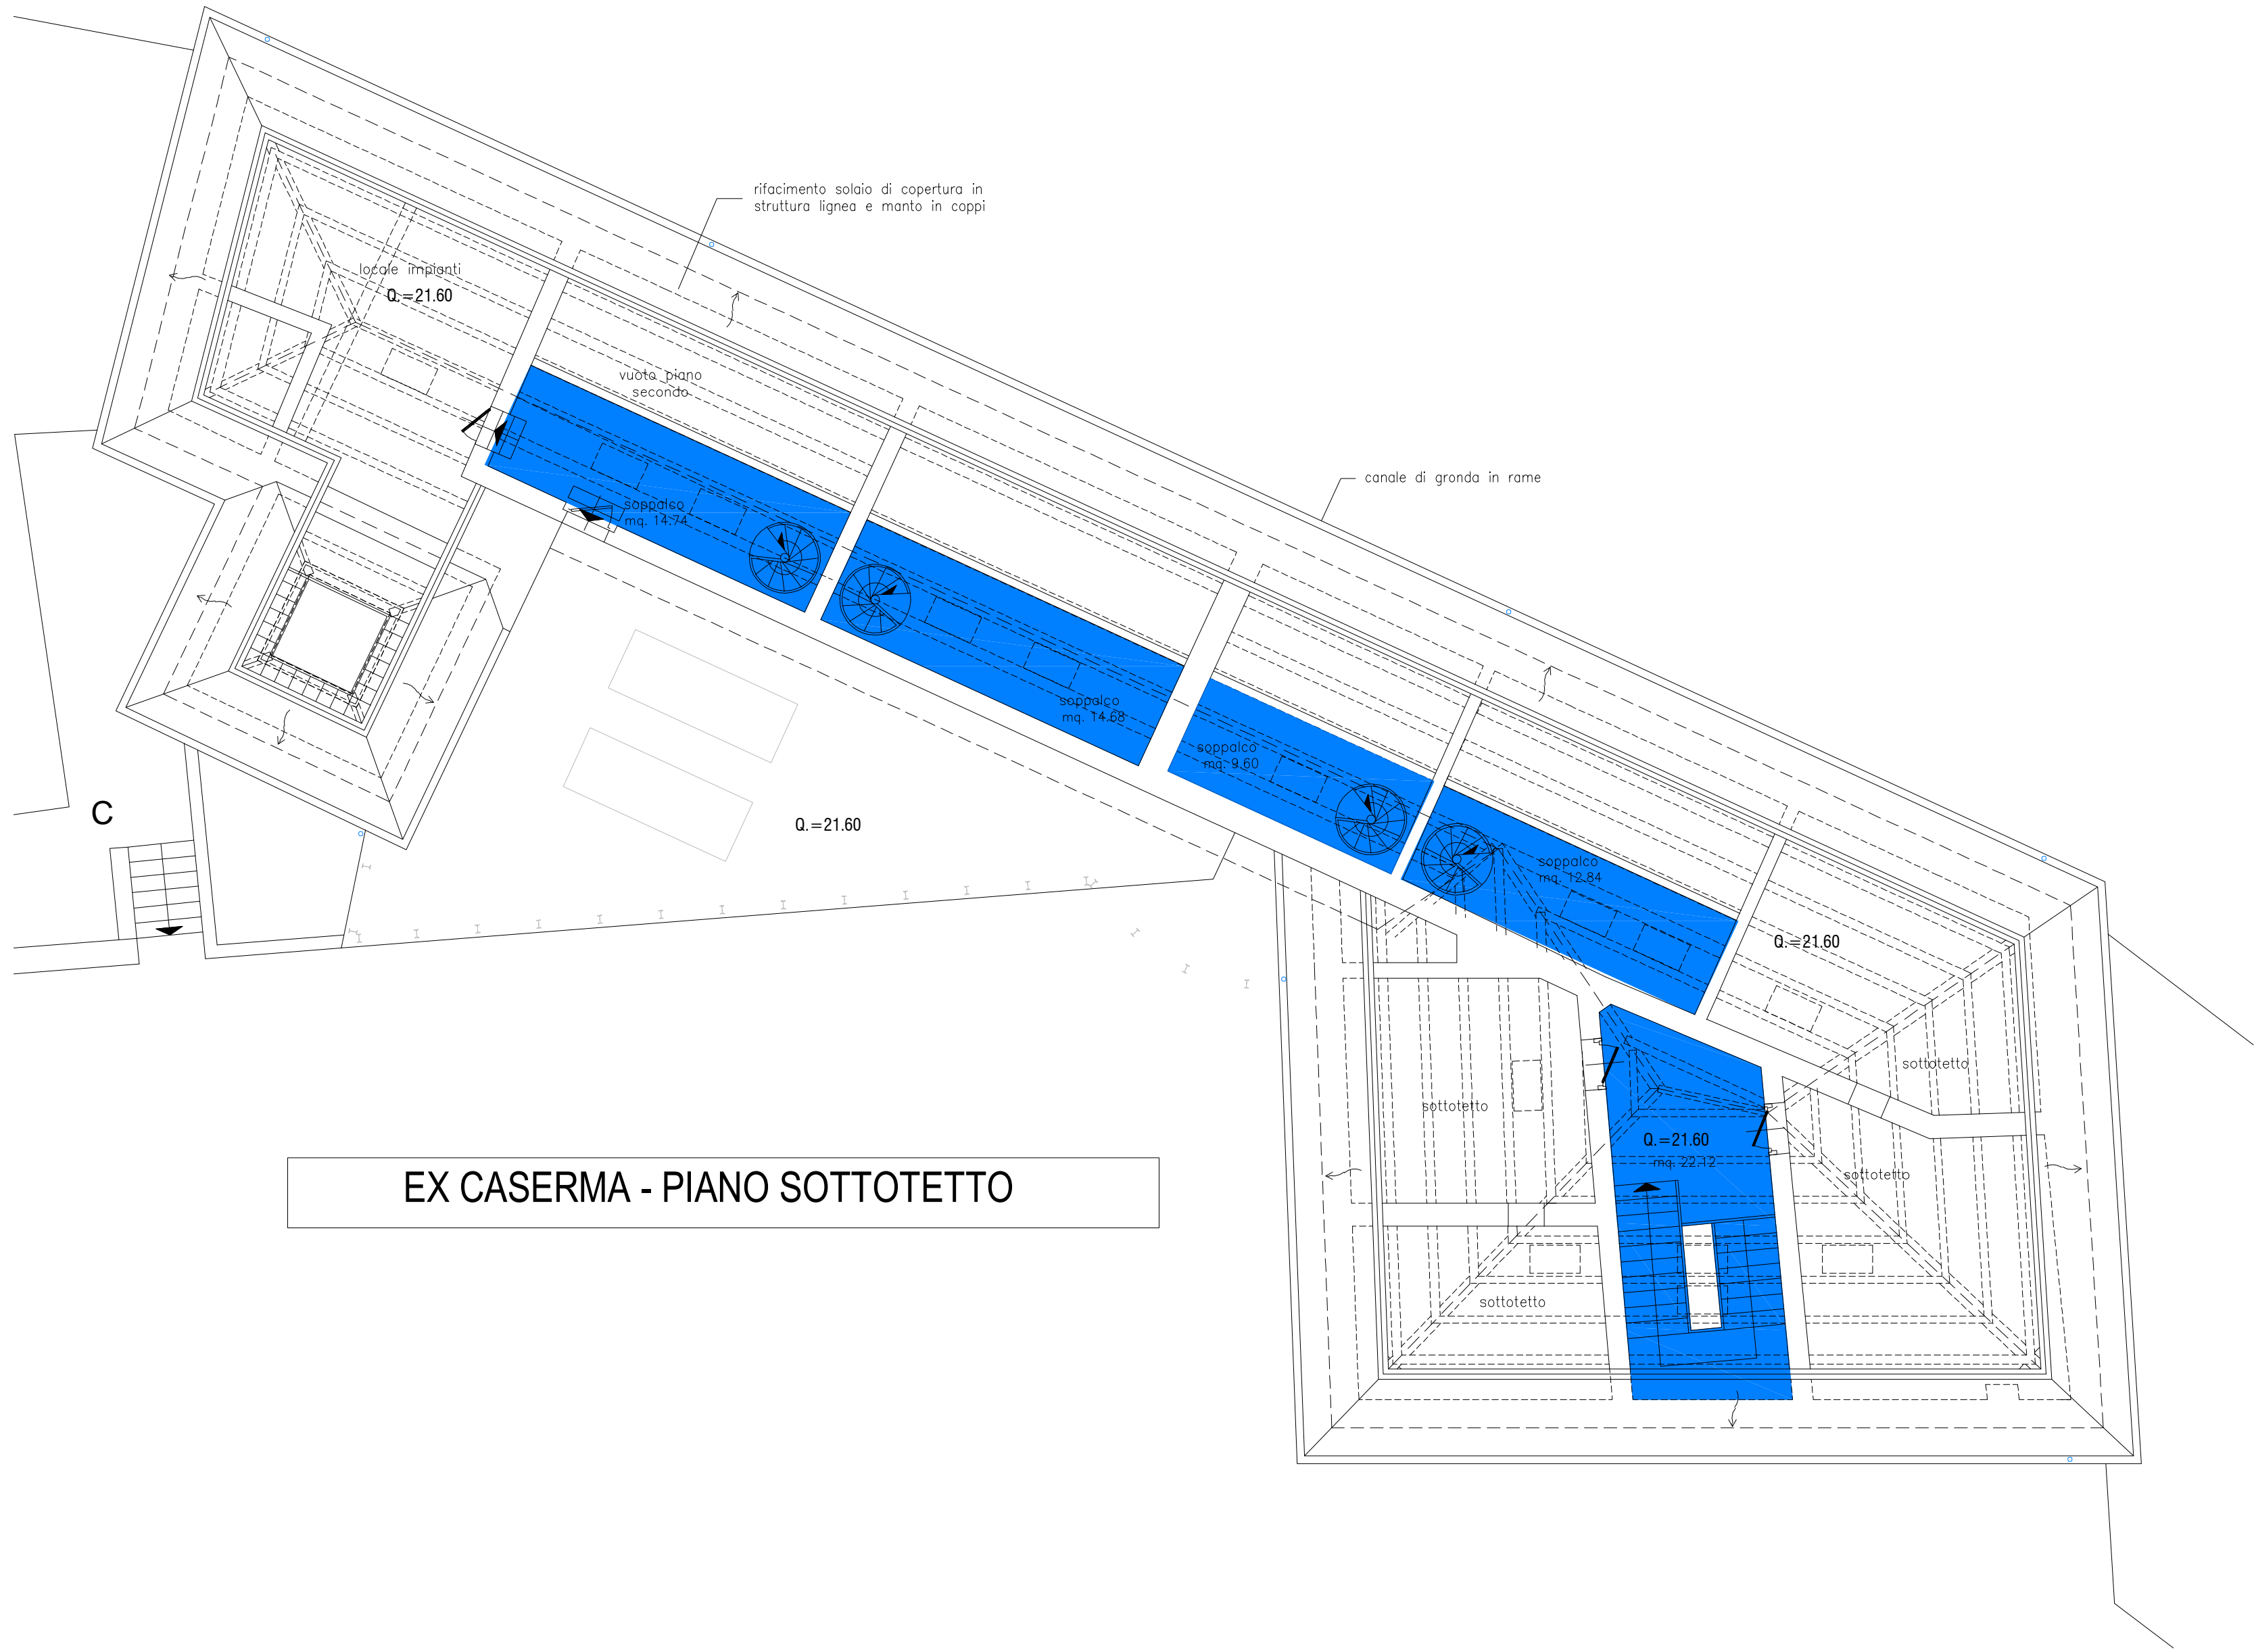 rifacimento solaio di copertura in
struttura lignea e manto in coppi
locale impianti
Q.=21.60
vuoto piano
secondo
canale di gronda in rame
soppalco
mq. 14.74
soppalco
mq. 14.68
soppalco
mq. 9.60
C
Q.=21.60
soppalco
mq. 12.84
Q.=21.60
sottotetto
sottotetto
Q.=21.60
mq. 22.12
sottotetto
EX CASERMA - PIANO SOTTOTETTO
sottotetto